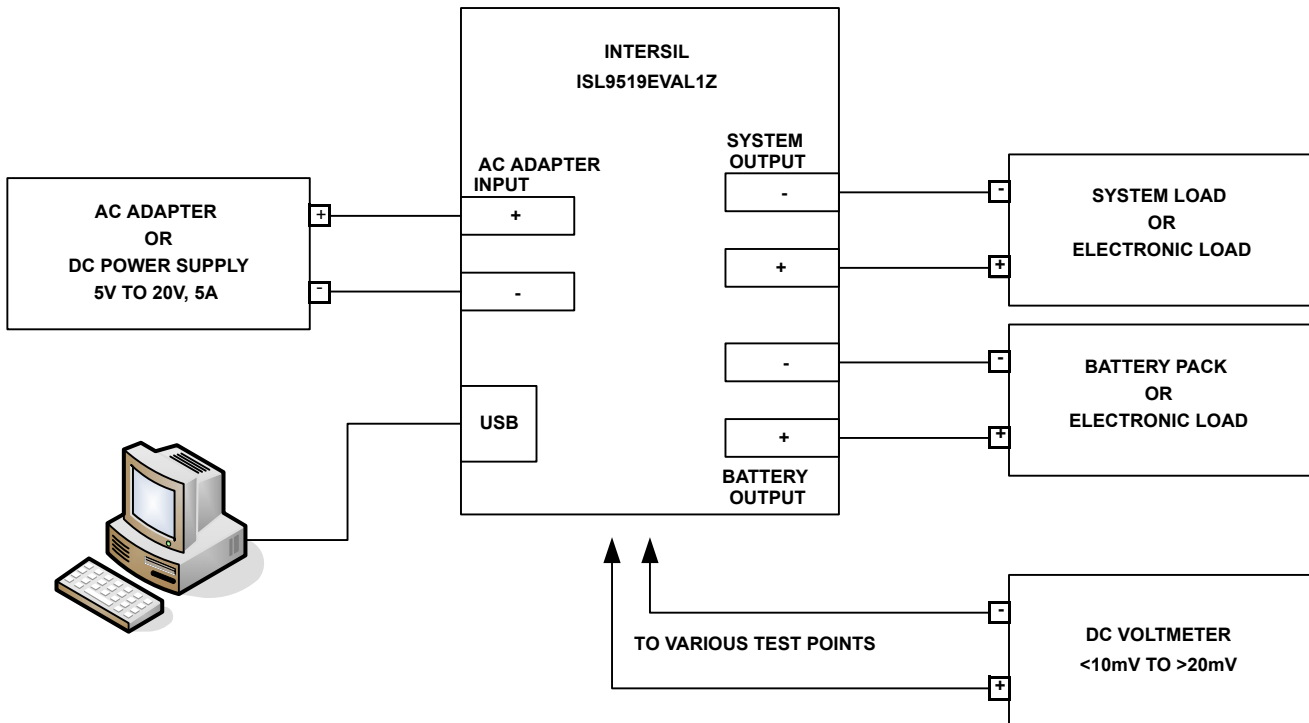 INTERSIL
ISL9519EVAL1Z
AC ADAPTER
INPUT
+
-
USB
SYSTEM
OUTPUT
-
+
-
+
BATTERY
OUTPUT
AC ADAPTER
OR
DC POWER SUPPLY
5V TO 20V, 5A
+
-
-
SYSTEM LOAD
OR
ELECTRONIC LOAD
+
-
BATTERY PACK
OR
ELECTRONIC LOAD
+
TO VARIOUS TEST POINTS
-
DC VOLTMETER
<10mV TO >20mV
+